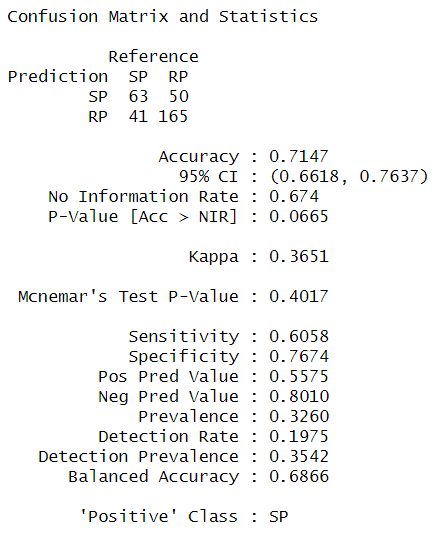 Confusion Matrix and Statistics
Reference
Prediction SP RP
SP 63 50
RP 41 165
Accuracy : 0.7147
95% CI : (0.6618, 0.7637)
No Information Rate : 0.674
P-Value [Acc > NIR] : 0.0665
Kappa : 0.3651
Mcnemar's Test P-Value : 0.4017
Sensitivity : 0.6058
Specificity : 0.7674
Pos Pred Value : 0.5575
Neg Pred Value : 0.8010
Prevalence : 0.3260
Detection Rate : 0.1975
Detection Prevalence : 0.3542
Balanced Accuracy : 0.6866
'Positive' Class : SP